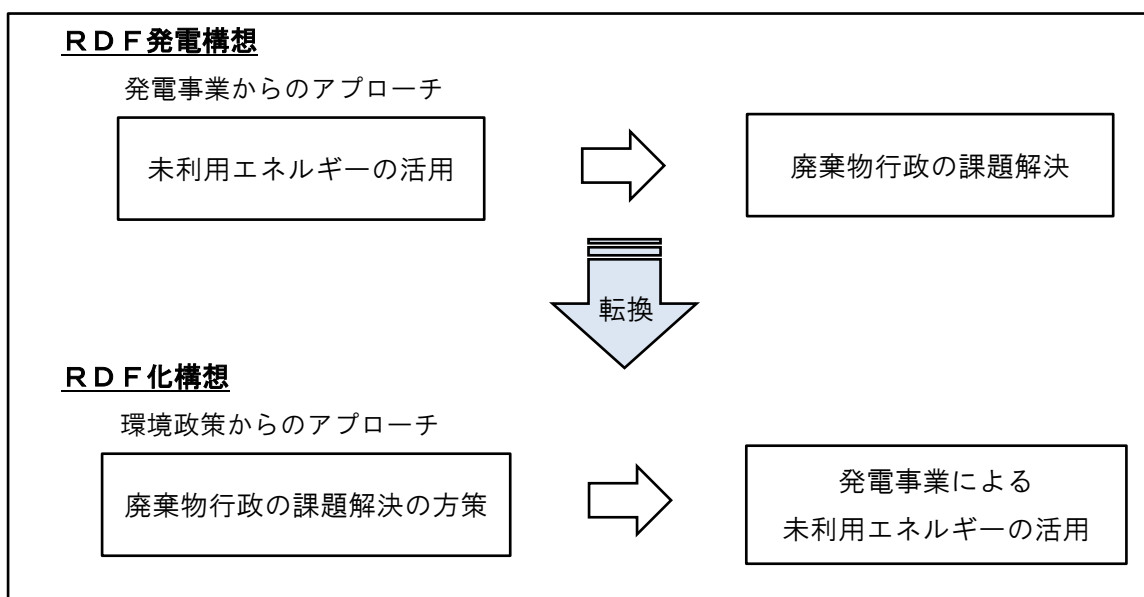 ＲＤＦ発電構想
発電事業からのアプローチ
未利用エネルギーの活用
廃棄物行政の課題解決
転換
ＲＤＦ化構想
環境政策からのアプローチ
廃棄物行政の課題解決の方策
発電事業による
未利用エネルギーの活用